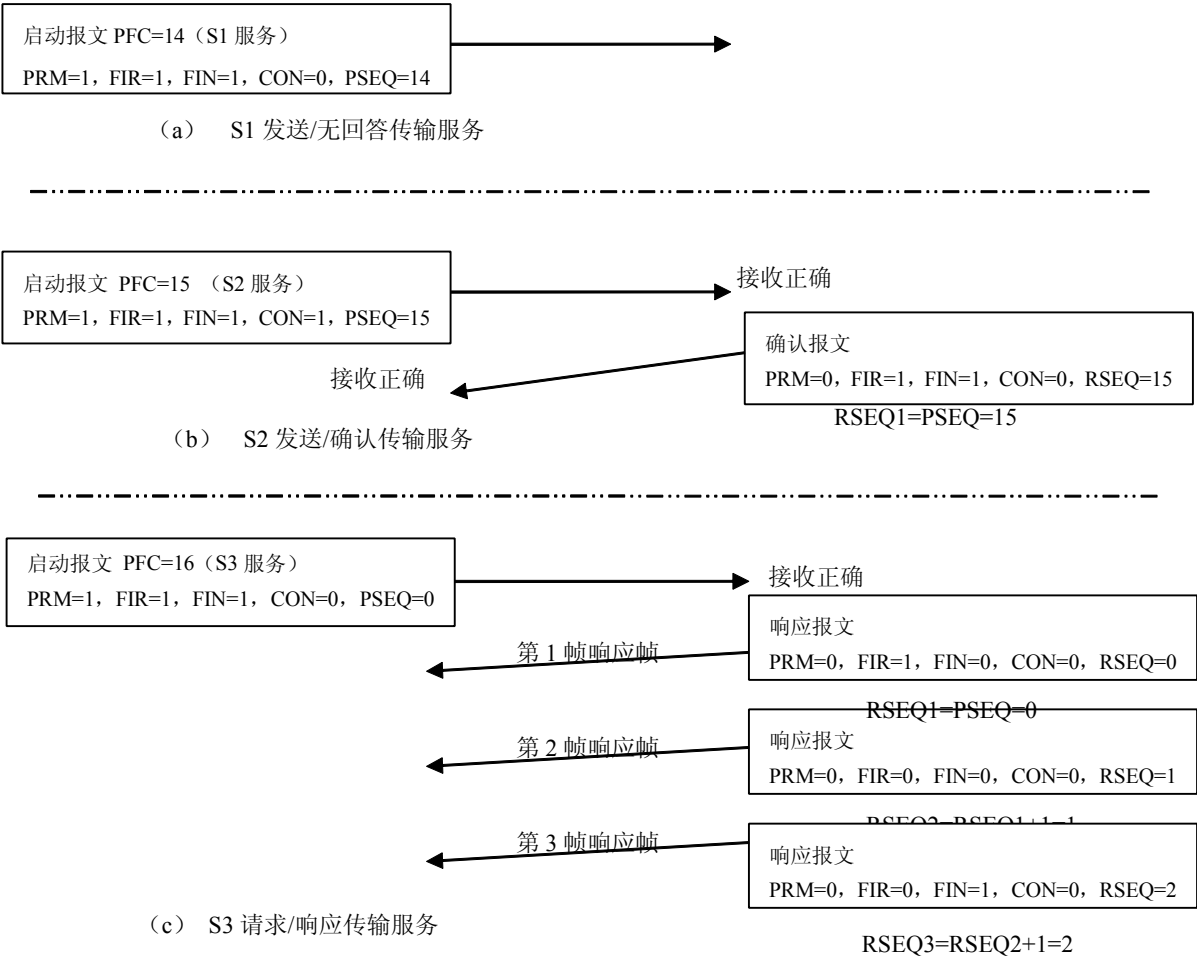 启动报文 PFC=14（S1 服务）
PRM=1，FIR=1，FIN=1，CON=0，PSEQ=14
（a） S1 发送/无回答传输服务
启动报文 PFC=15 （S2 服务）
PRM=1，FIR=1，FIN=1，CON=1，PSEQ=15
接收正确
确认报文
PRM=0，FIR=1，FIN=1，CON=0，RSEQ=15
接收正确
RSEQ1=PSEQ=15
（b） S2 发送/确认传输服务
启动报文 PFC=16（S3 服务）
PRM=1，FIR=1，FIN=1，CON=0，PSEQ=0
接收正确
响应报文
PRM=0，FIR=1，FIN=0，CON=0，RSEQ=0
第 1 帧响应帧
RSEQ1=PSEQ=0
响应报文
PRM=0，FIR=0，FIN=0，CON=0，RSEQ=1
第 2 帧响应帧
RSEQ2=RSEQ1+1=1
第 3 帧响应帧
响应报文
PRM=0，FIR=0，FIN=1，CON=0，RSEQ=2
（c） S3 请求/响应传输服务
RSEQ3=RSEQ2+1=2